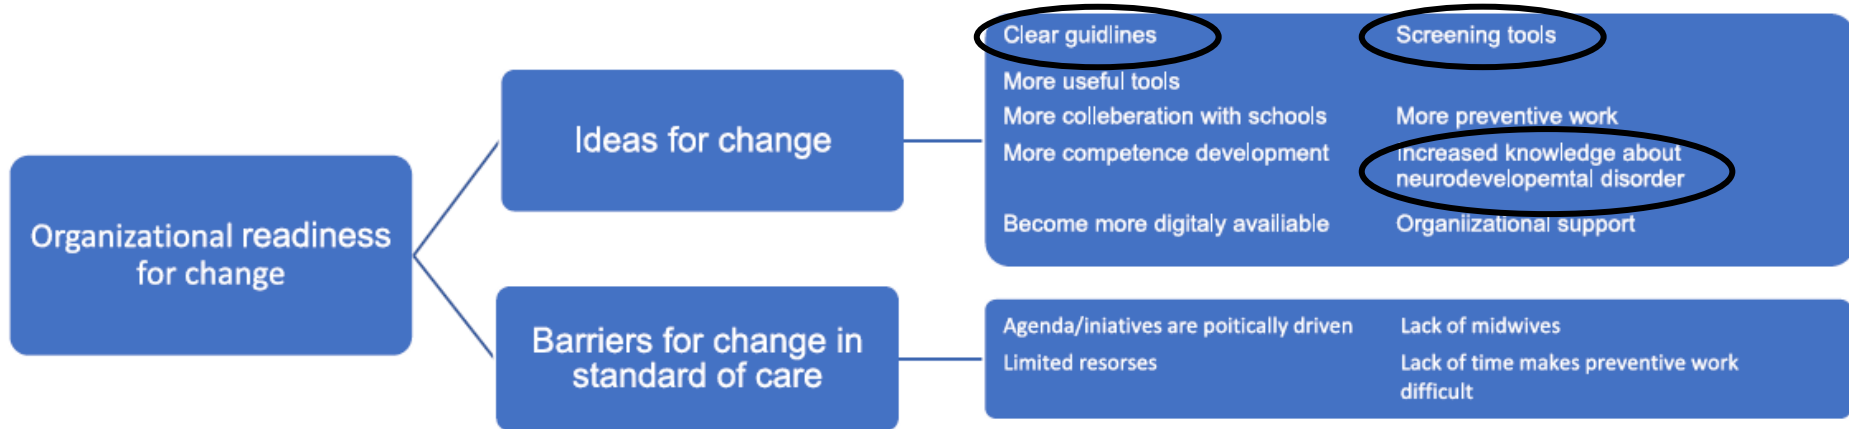 Organizational readiness
for change
Ideas for change
Clear guidlines
Screening tools
More useful tools
More colleberation with schools
More preventive work
More competence development
Increased knowledge about
neurodevelopemtal disorder
Become more digitaly availiable
Organiizational support
Barriers for change in
standard of care
Agenda/iniatives are poitically driven
Lack of midwives
Limited resorses
Lack of time makes preventive work
difficult